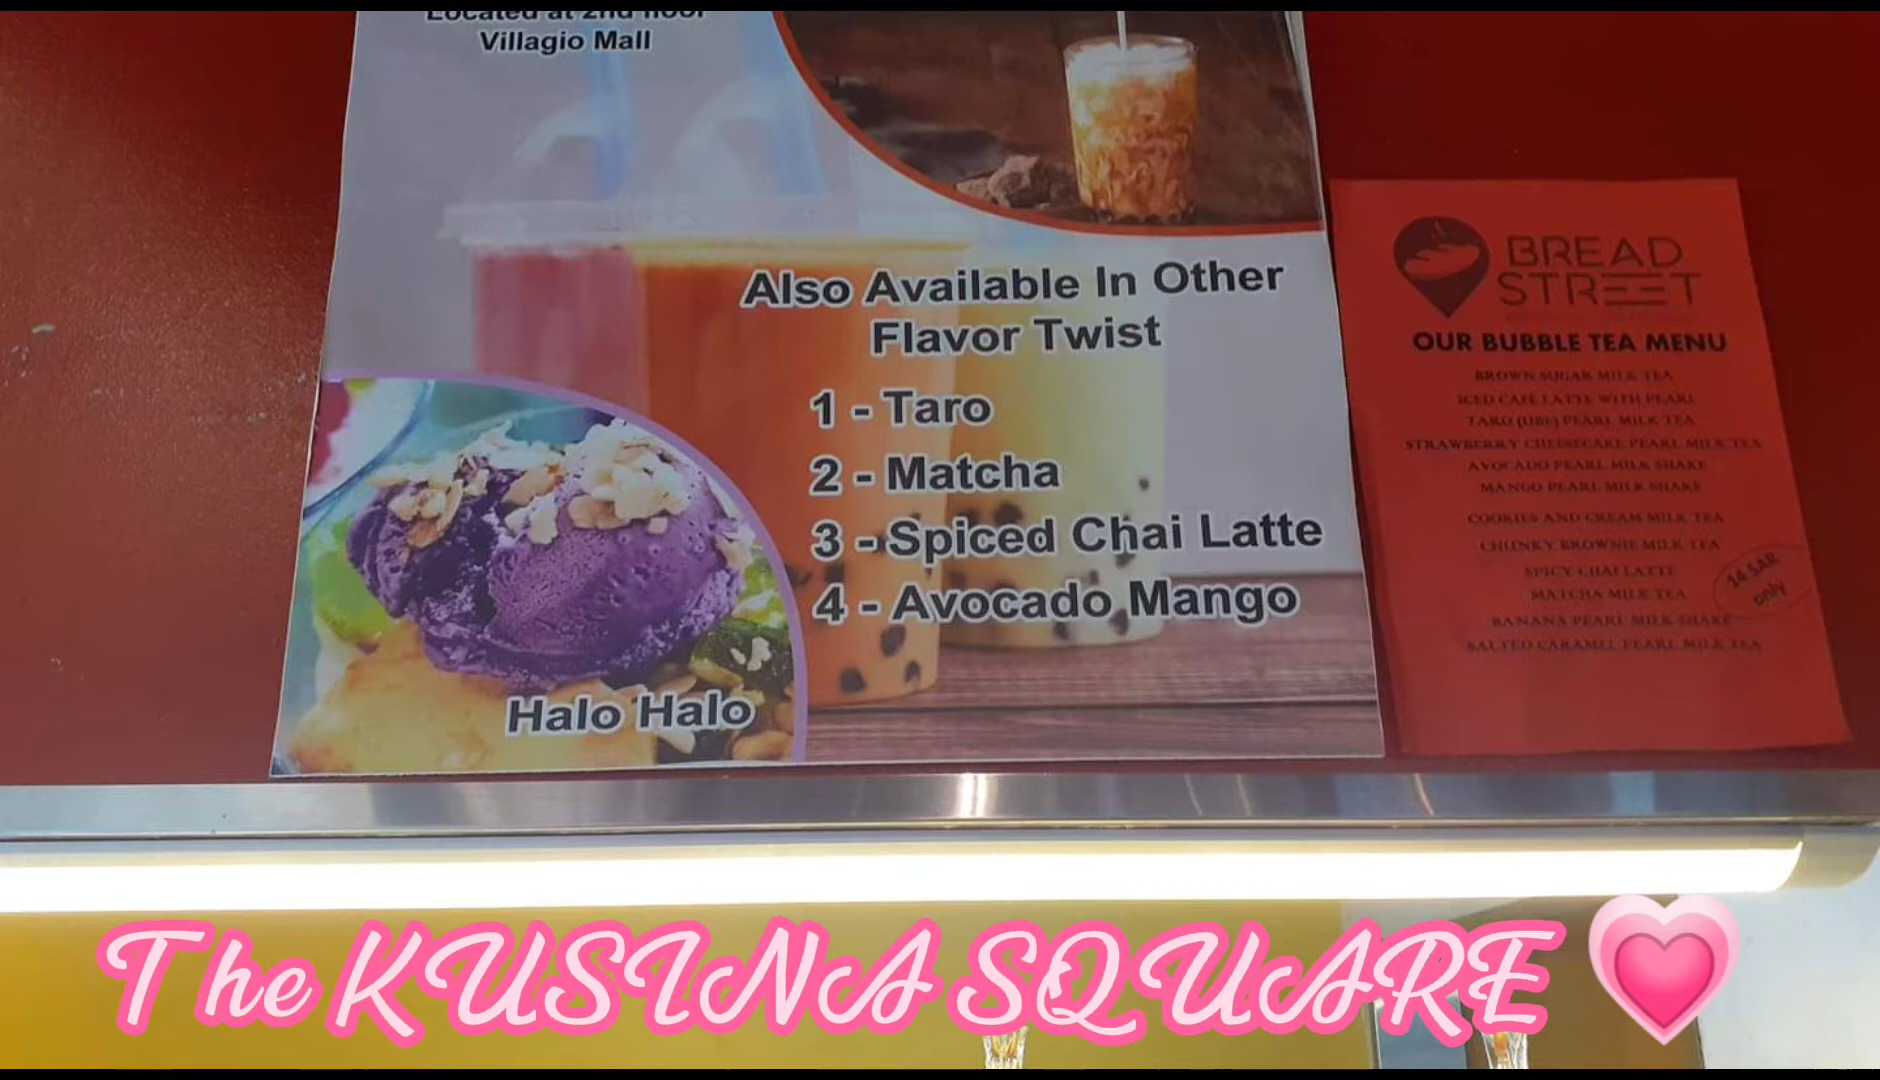 Located at 2nd floor
Villagio Mall
Also Available In Other
Flavor Twist
1 - Taro
2 - Matcha
3 - Spiced Chai Latte
4 - Avocado Mango
Halo Halo
BREAD
STREET
OUR BUBBLE TEA MENU
BROWN SUGAR MILK TEA
ICED CAFE LATTE WITH PEARL
TARO (UBE) PEARL MILK TEA
STRAWBERRY CHEESECAKE PEARL MILK TEA
AVOCADO PEARL MILK SHAKE
MANGO PEARL MILK SHAKE
COOKIES AND CREAM MILK TEA
CHUNKY BROWNIE MILK TEA
SPICY CHAI LATTE
MATCHA MILK TEA
BANANA PEARL MILK SHAKE
SALTED CARAMEL PEARL MILK TEA
14 SAR
only
The KUSINA SQUARE